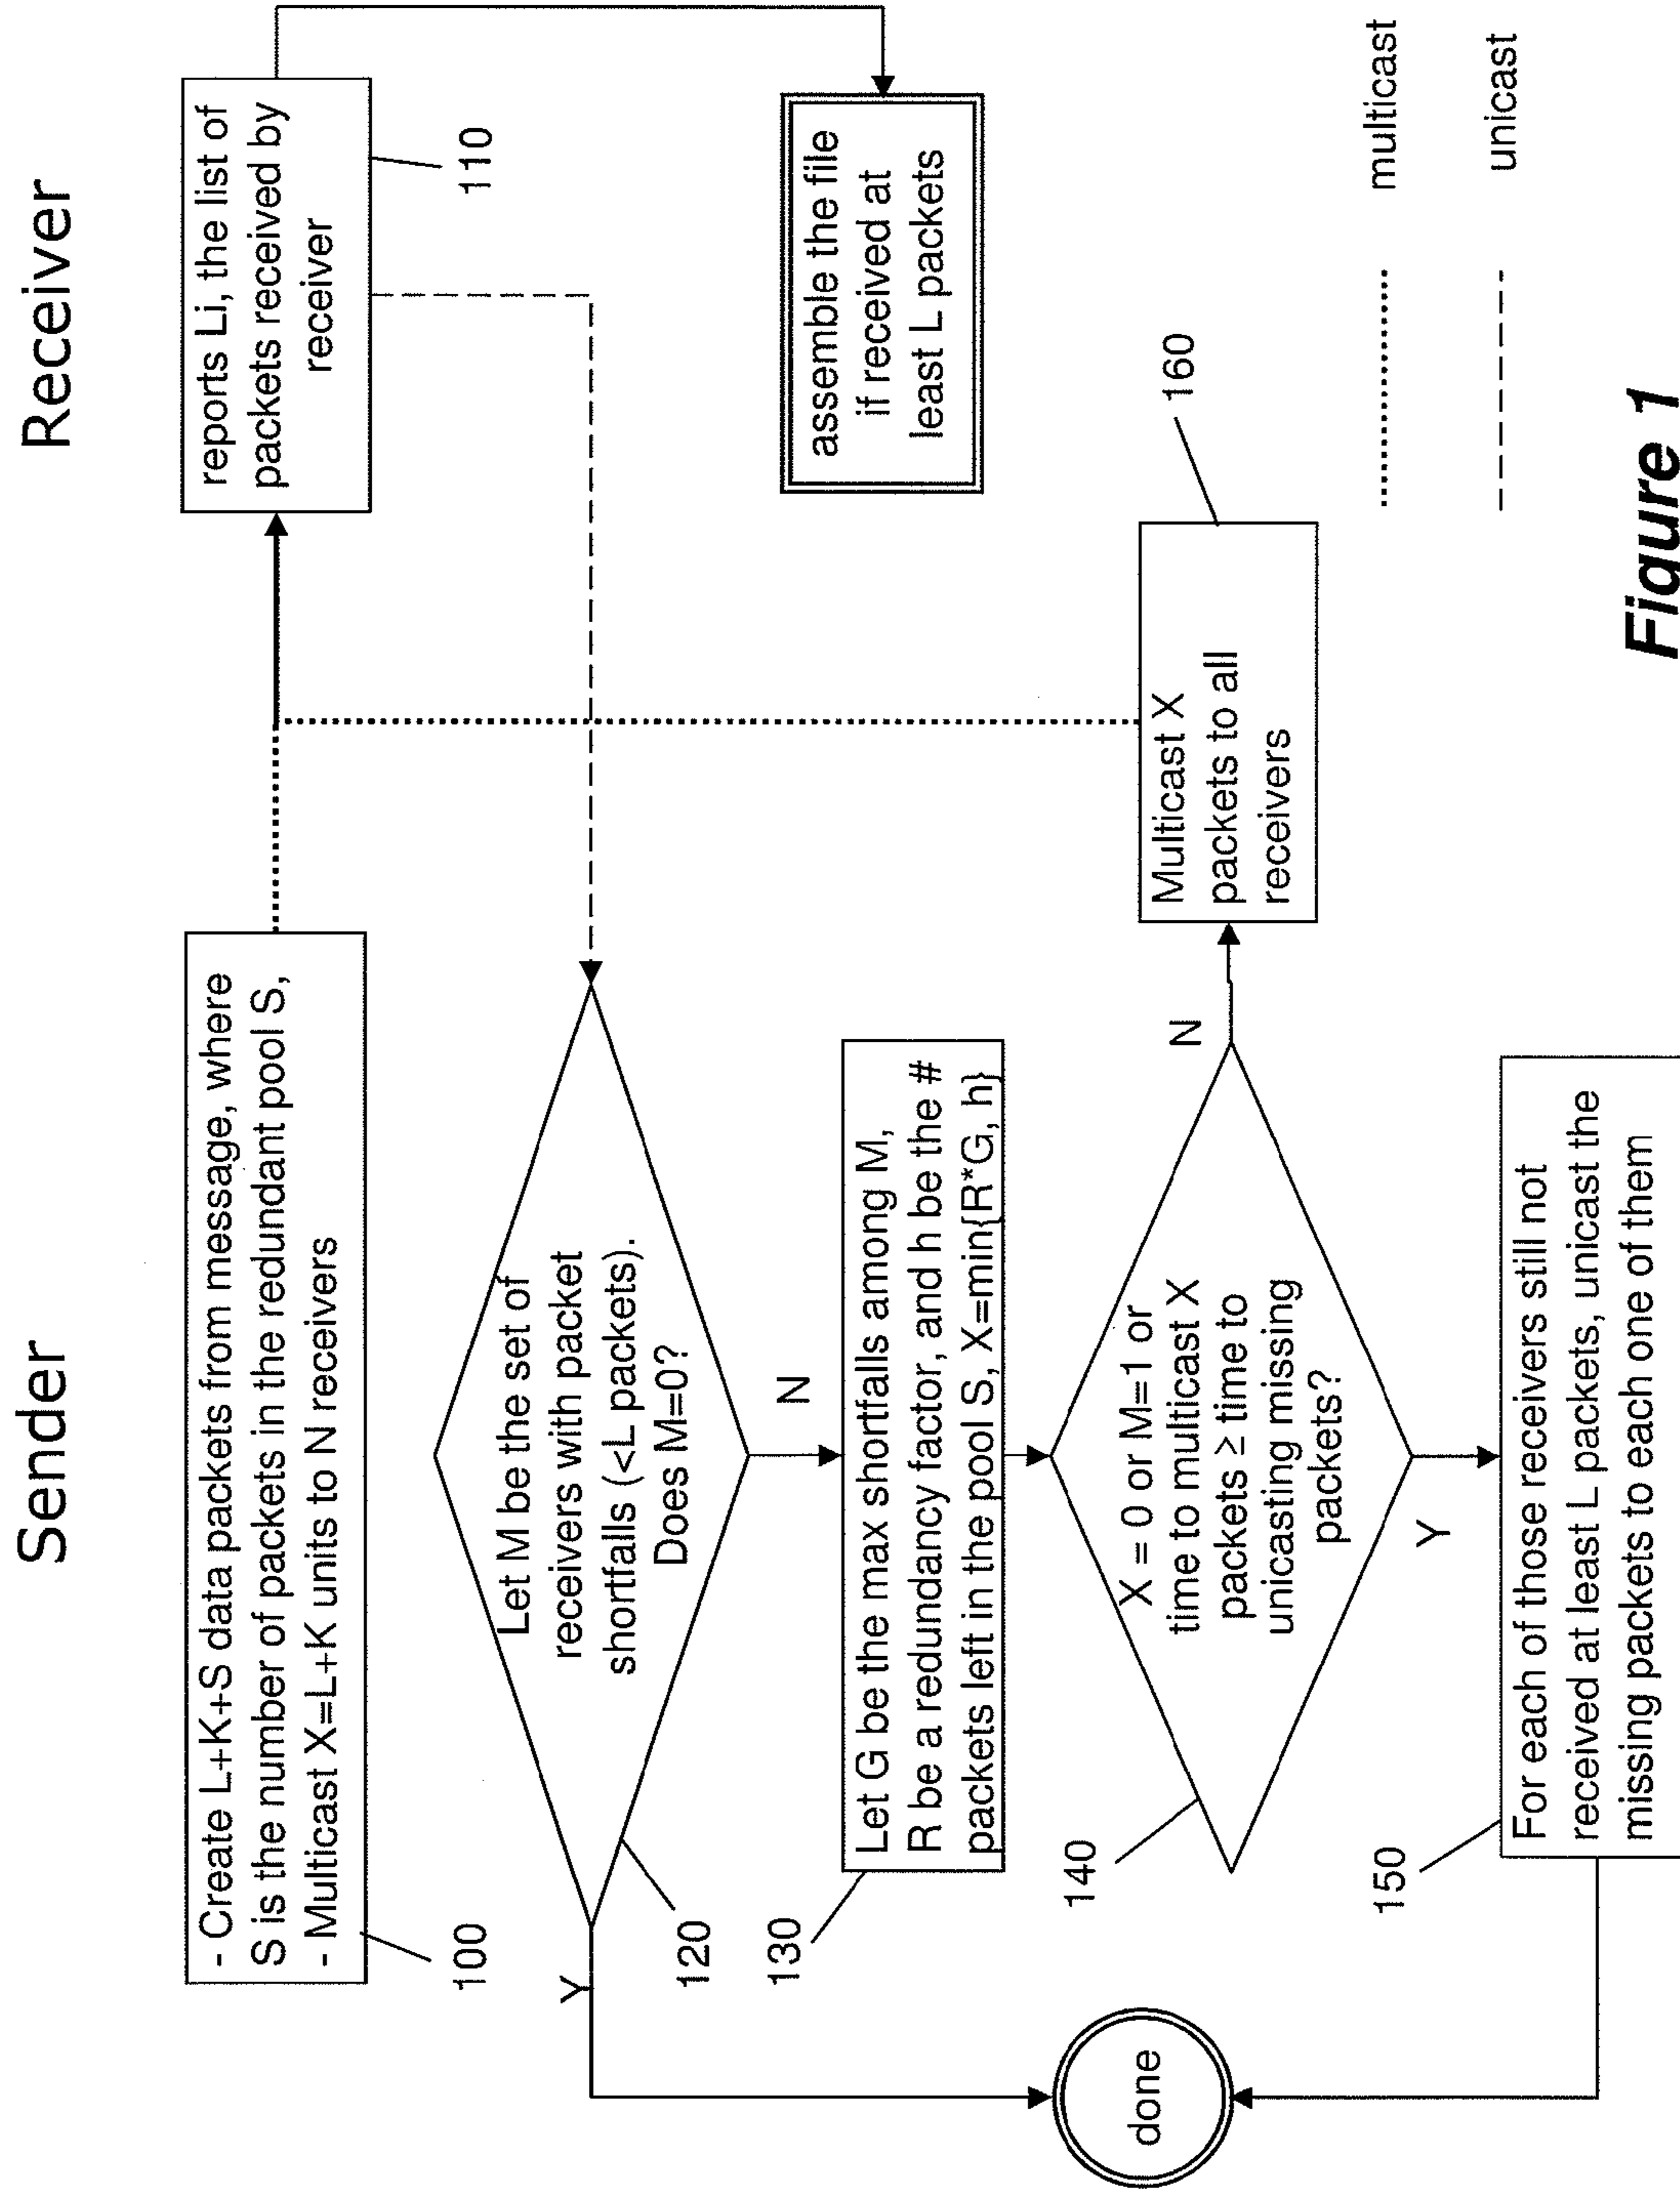 Sender
Receiver
- Create L+K+S data packets from message, where
S is the number of packets in the redundant pool S,
- Multicast X=L+K units to N receivers
100
reports Li, the list of
packets received by
receiver
110
Let M be the set of
receivers with packet
shortfalls (<L packets).
Does M=0?
Y
120
N
assemble the file
if received at
least L packets
Let G be the max shortfalls among M,
R be a redundancy factor, and h be the #
packets left in the pool S, X=min{R*G, h}
130
X = 0 or M=1 or
time to multicast X
packets ≥ time to
unicasting missing
packets?
140
N
Y
Multicast X
packets to all
receivers
160
done
For each of those receivers still not
received at least L packets, unicast the
missing packets to each one of them
150
multicast
unicast
Figure 1